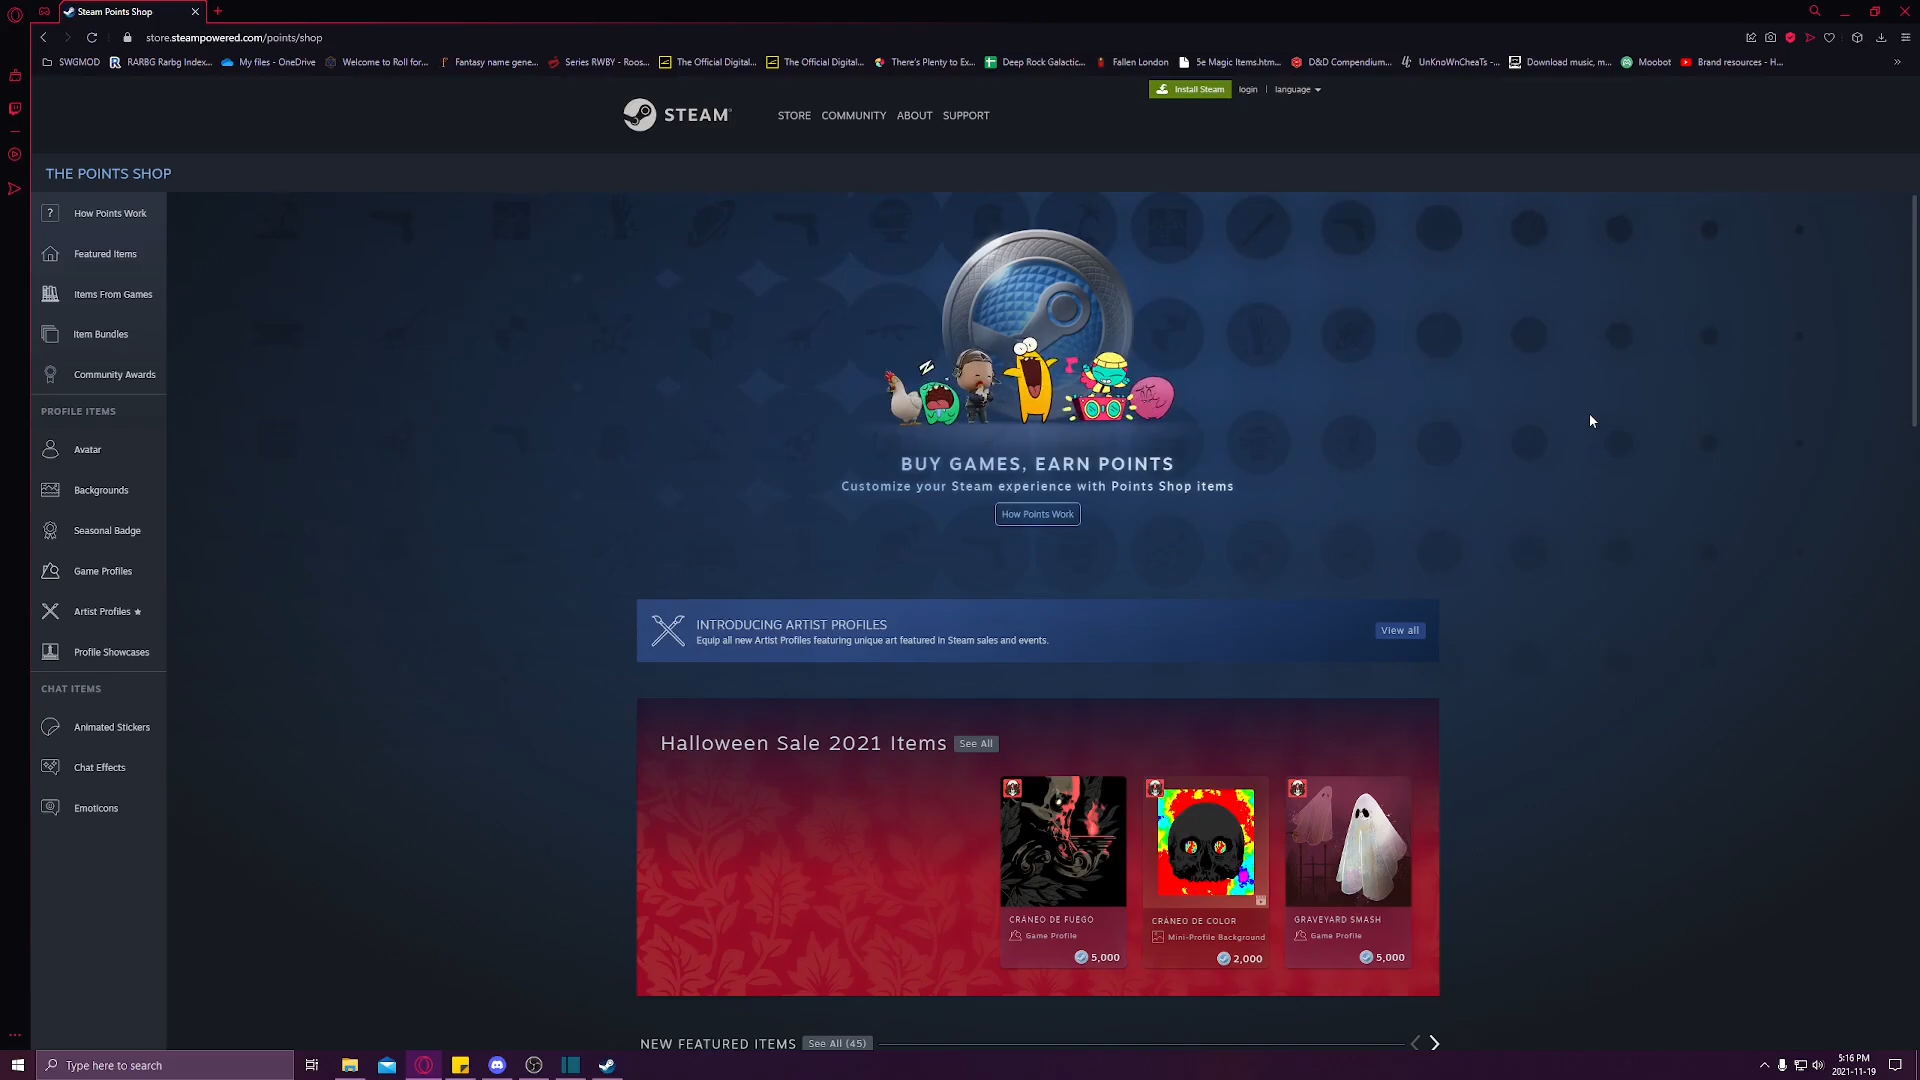 Steam Points Shop
store.steampowered.com/points/shop
SWGMOD
RARBG Rarbg Index...
My files - OneDrive
Welcome to Roll for...
Fantasy name gene...
Series RWBY - Roos...
The Official Digital...
The Official Digital...
There's Plenty to Ex...
Deep Rock Galactic...
Fallen London
5e Magic Items.htm...
D&D Compendium...
UnKnoWnCheaTs -...
Download music, m...
Moobot
Brand resources - H...
Install Steam
login
language
STEAM
STORE
COMMUNITY
ABOUT
SUPPORT
THE POINTS SHOP
How Points Work
Featured Items
Items From Games
Item Bundles
Community Awards
PROFILE ITEMS
Avatar
Backgrounds
Seasonal Badge
Game Profiles
Artist Profiles ★
Profile Showcases
CHAT ITEMS
Animated Stickers
Chat Effects
Emoticons
BUY GAMES, EARN POINTS
Customize your Steam experience with Points Shop items
How Points Work
INTRODUCING ARTIST PROFILES
Equip all new Artist Profiles featuring unique art featured in Steam sales and events.
View all
Halloween Sale 2021 Items
See All
CRÁNEO DE FUEGO
Game Profile
5,000
CRÁNEO DE COLOR
Mini-Profile Background
2,000
GRAVEYARD SMASH
Game Profile
5,000
NEW FEATURED ITEMS
See All (45)
Type here to search
5:16 PM
2021-11-19